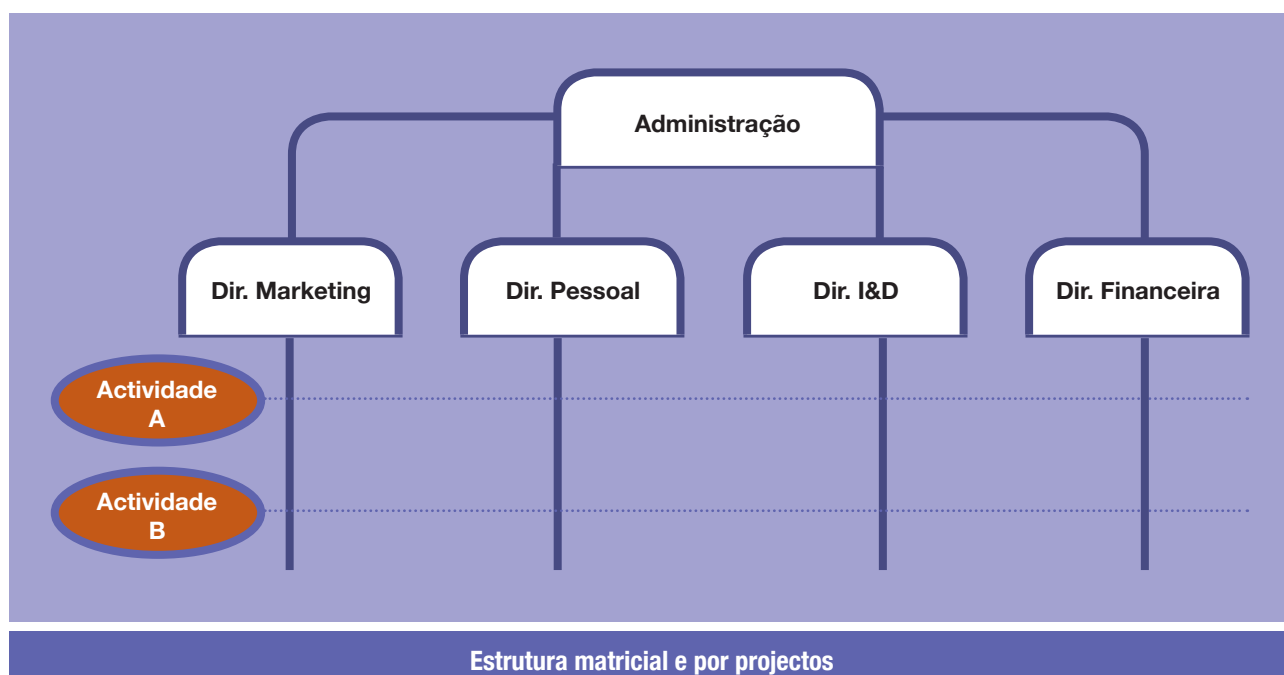 Administração
Dir. Marketing
Dir. Pessoal
Dir. I&D
Dir. Financeira
Actividade
A
Actividade
B
Estrutura matricial e por projectos